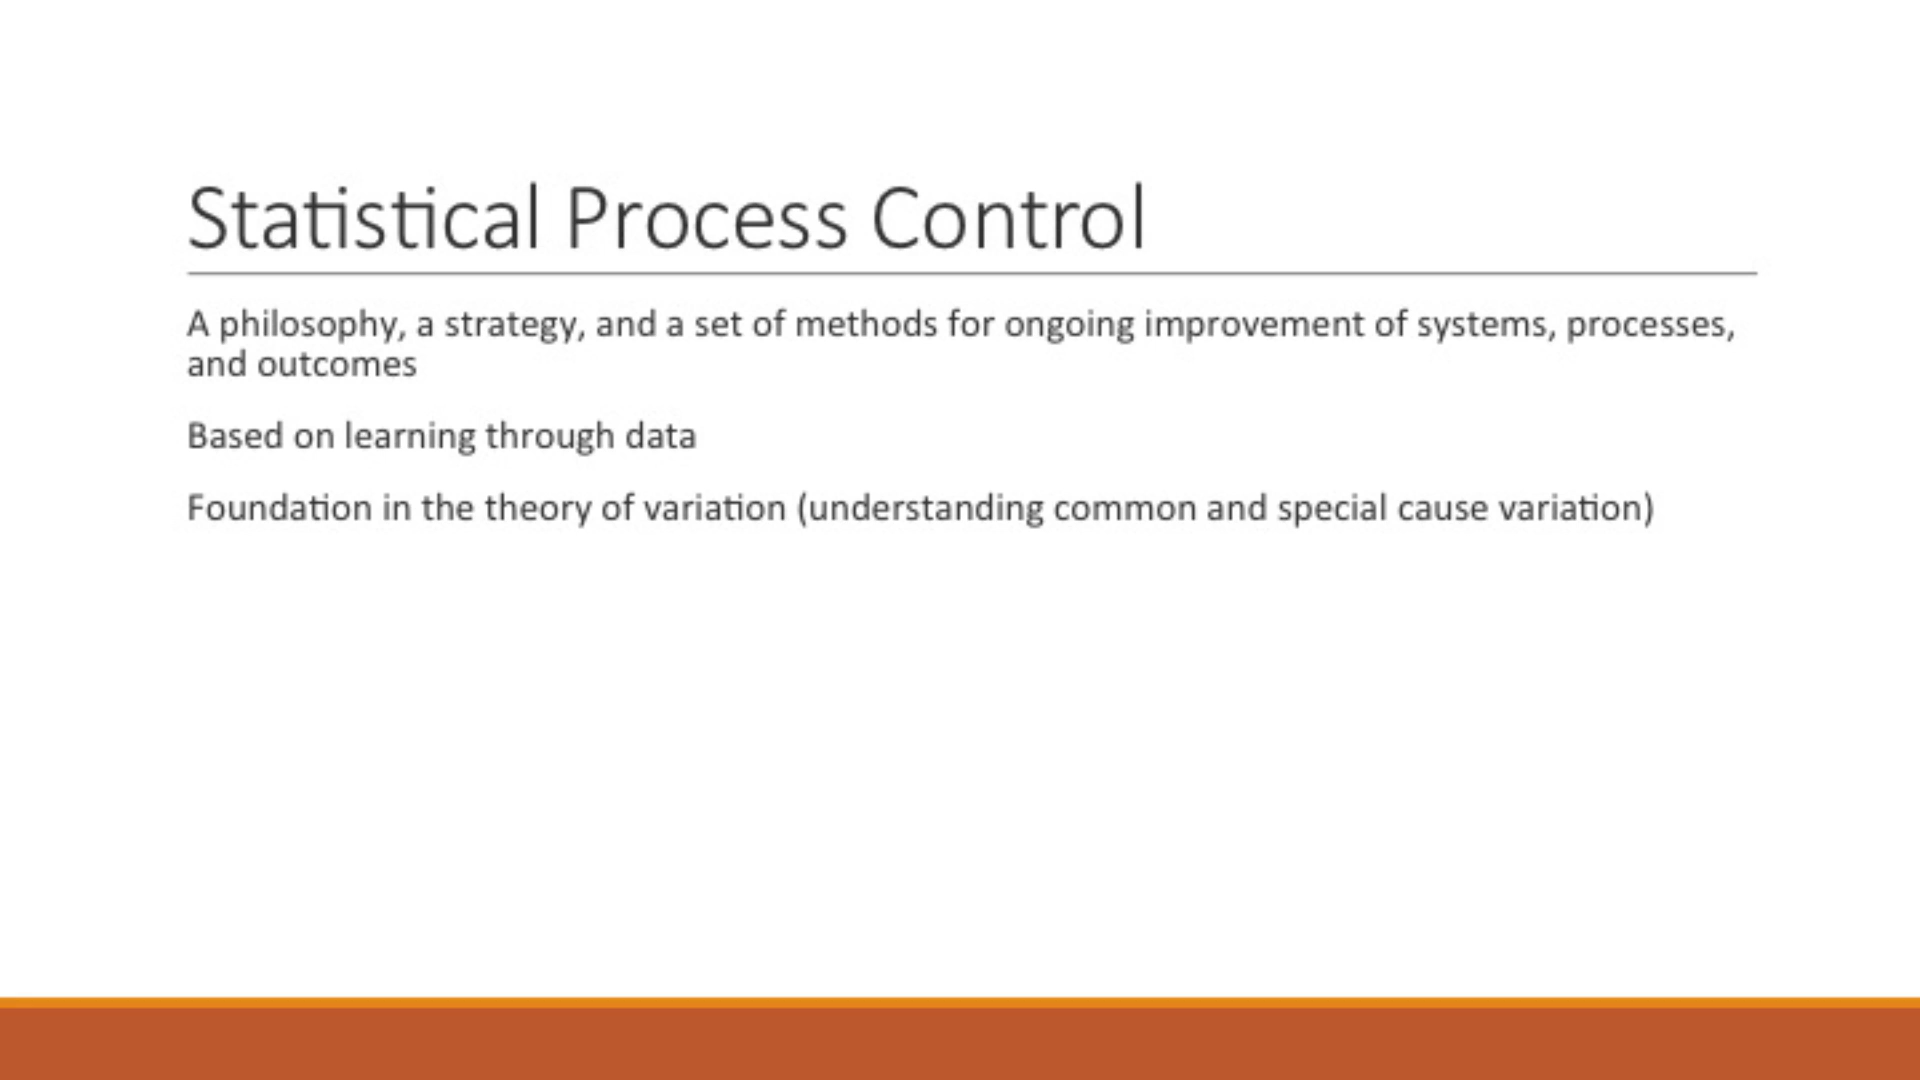 Statistical Process Control
A philosophy, a strategy, and a set of methods for ongoing improvement of systems, processes,
and outcomes
Based on learning through data
Foundation in the theory of variation (understanding common and special cause variation)